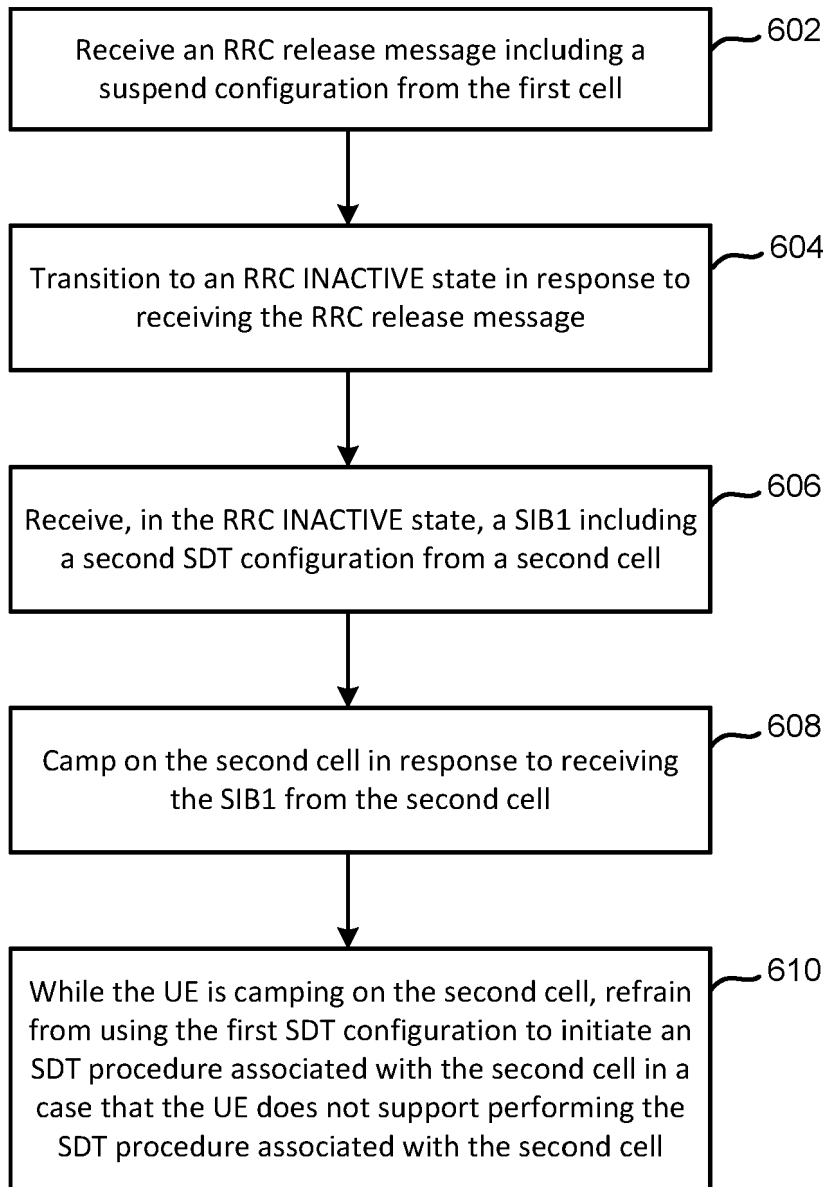 Receive an RRC release message including a
suspend configuration from the first cell
602
Transition to an RRC INACTIVE state in response to
receiving the RRC release message
604
Receive, in the RRC INACTIVE state, a SIB1 including
a second SDT configuration from a second cell
606
Camp on the second cell in response to receiving
the SIB1 from the second cell
608
While the UE is camping on the second cell, refrain
from using the first SDT configuration to initiate an
SDT procedure associated with the second cell in a
case that the UE does not support performing the
SDT procedure associated with the second cell
610